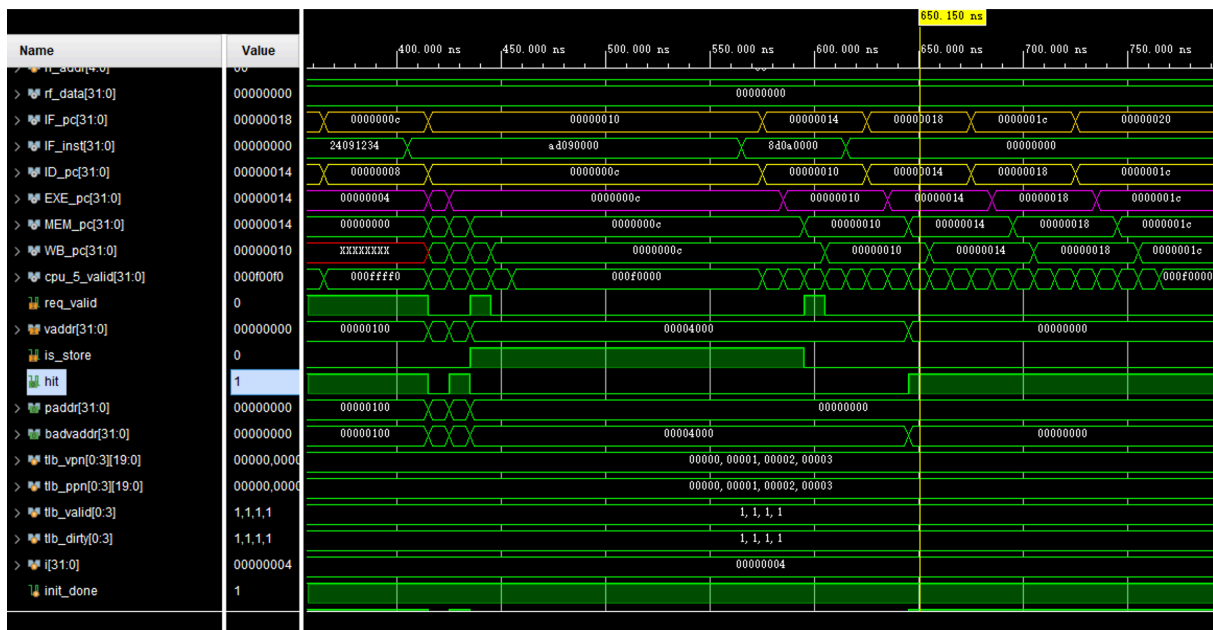 650.150 ns
Name Value 400.000 ns 450.000 ns 500.000 ns 550.000 ns 600.000 ns 650.000 ns 700.000 ns 750.000 ns
rf_data[31:0] 00000000 00000000
IF_pc[31:0] 00000018 0000000c 00000010 00000014 00000018 0000001c 00000020
IF_inst[31:0] 00000000 24091234 ad090000 8d0a0000 00000000
ID_pc[31:0] 00000014 00000008 0000000c 00000010 00000014 00000018 0000001c
EXE_pc[31:0] 00000014 00000004 0000000c 00000010 00000014 00000018 0000001c
MEM_pc[31:0] 00000014 00000000 0000000c 00000010 00000014 00000018 0000001c
WB_pc[31:0] 00000010 XXXXXXXX 0000000c 00000010 00000014 00000018 0000001c
cpu_5_valid[31:0] 000f00f0 000ffff0 000f0000 000f0000
req_valid 0
vaddr[31:0] 00000000 00000100 00004000 00000000
is_store 0
hit 1
paddr[31:0] 00000000 00000100 00000000
badvaddr[31:0] 00000000 00000100 00004000 00000000
tlb_vpn[0:3][19:0] 00000,0000 00000, 00001, 00002, 00003
tlb_ppn[0:3][19:0] 00000,0000 00000, 00001, 00002, 00003
tlb_valid[0:3] 1,1,1,1 1, 1, 1, 1
tlb_dirty[0:3] 1,1,1,1 1, 1, 1, 1
i[31:0] 00000004 00000004
init_done 1